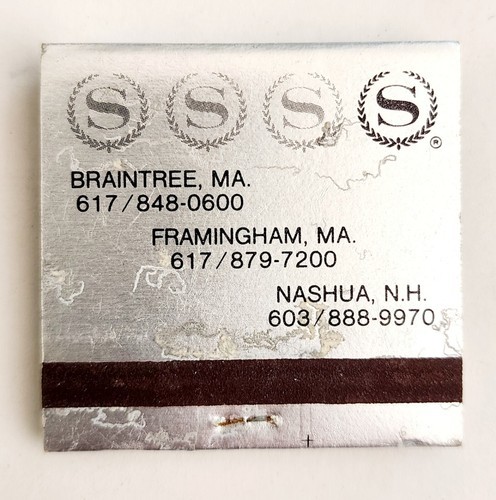 S S S S ®
BRAINTREE, MA.
617/848-0600
FRAMINGHAM, MA.
617/879-7200
NASHUA, N.H.
603/888-9970